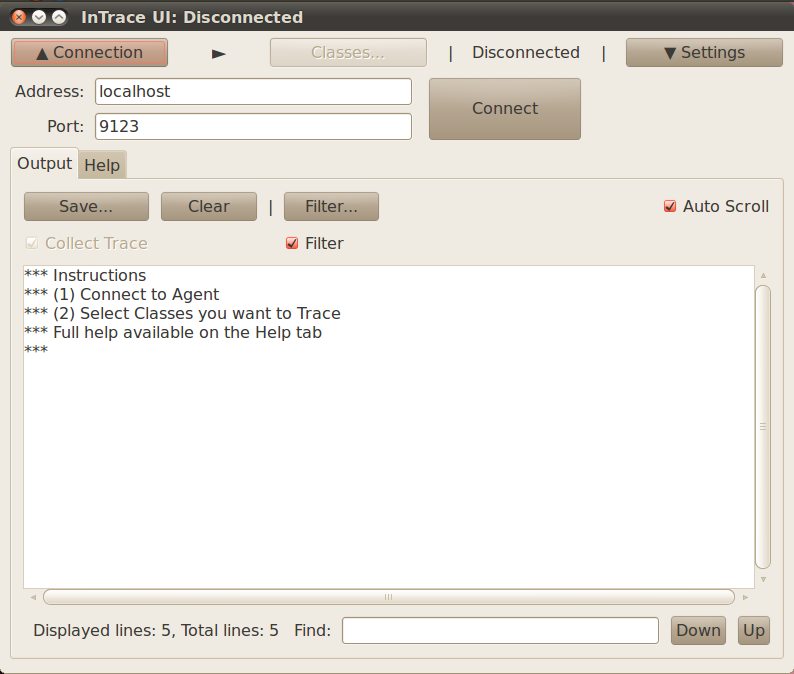 InTrace UI: Disconnected
▲ Connection ► Classes... | Disconnected | ▼ Settings
Address: localhost
Connect
Port: 9123
Output Help
Save... Clear | Filter... Auto Scroll
Collect Trace Filter
*** Instructions
*** (1) Connect to Agent
*** (2) Select Classes you want to Trace
*** Full help available on the Help tab
***
Displayed lines: 5, Total lines: 5 Find: Down Up